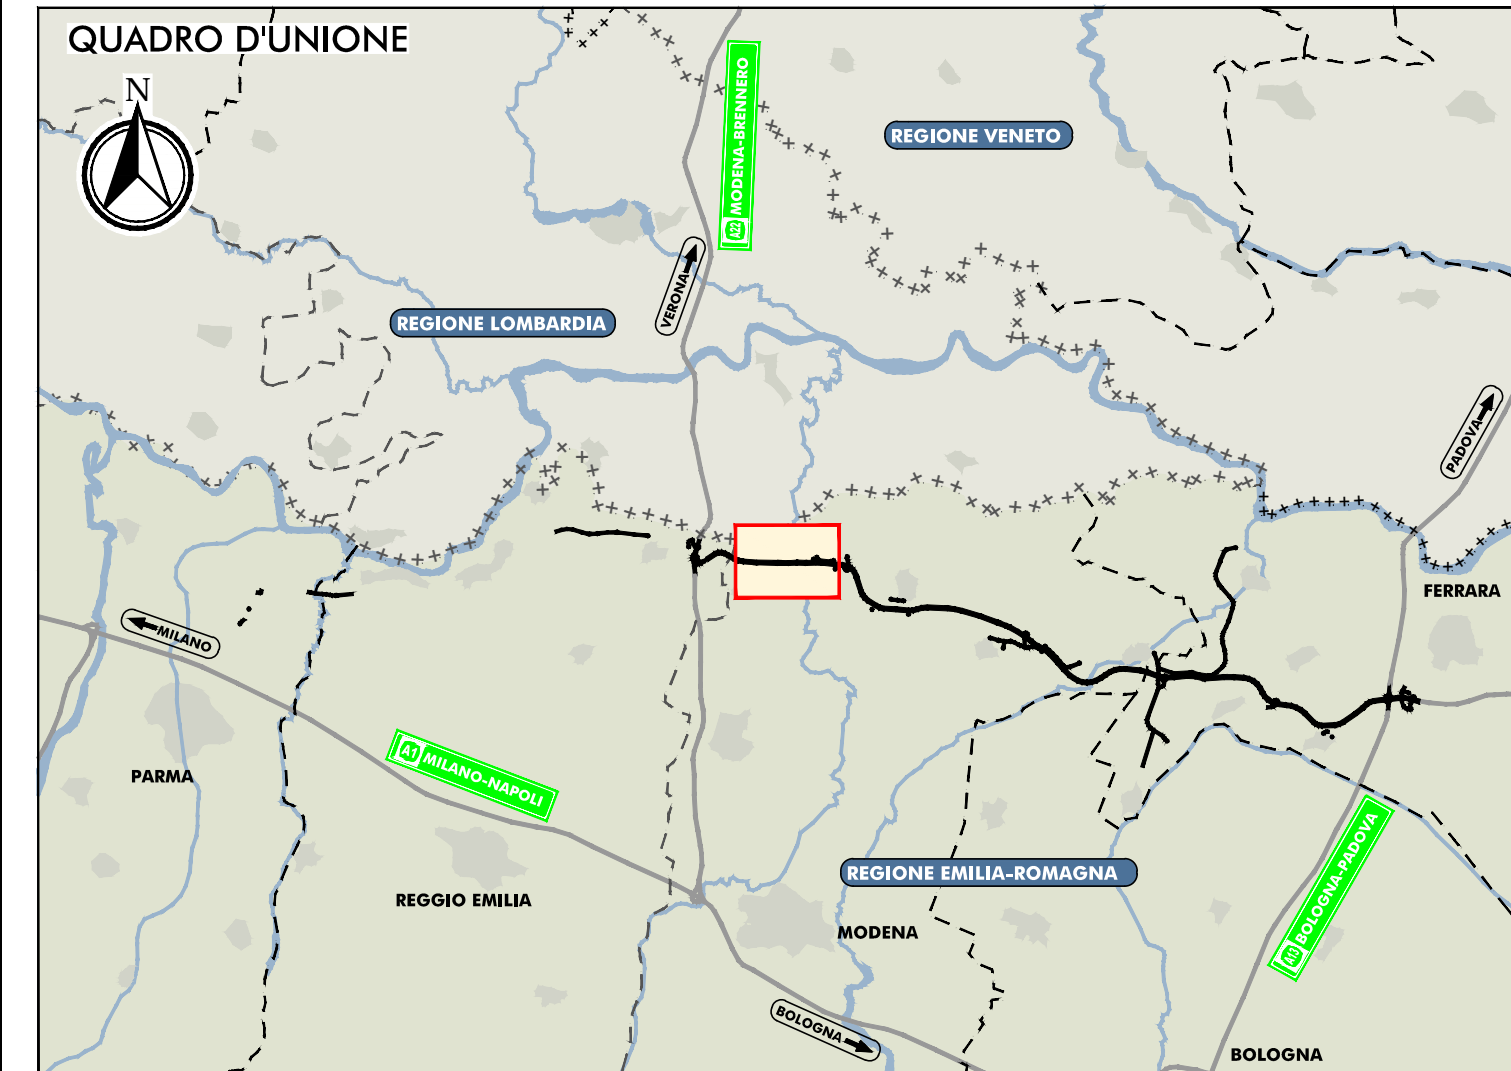 QUADRO D'UNIONE
N
A22 MODENA-BRENNERO
REGIONE VENETO
VERONA
REGIONE LOMBARDIA
PADOVA
FERRARA
MILANO
PARMA
A1 MILANO-NAPOLI
REGGIO EMILIA
REGIONE EMILIA-ROMAGNA
A13 BOLOGNA-PADOVA
MODENA
BOLOGNA
BOLOGNA